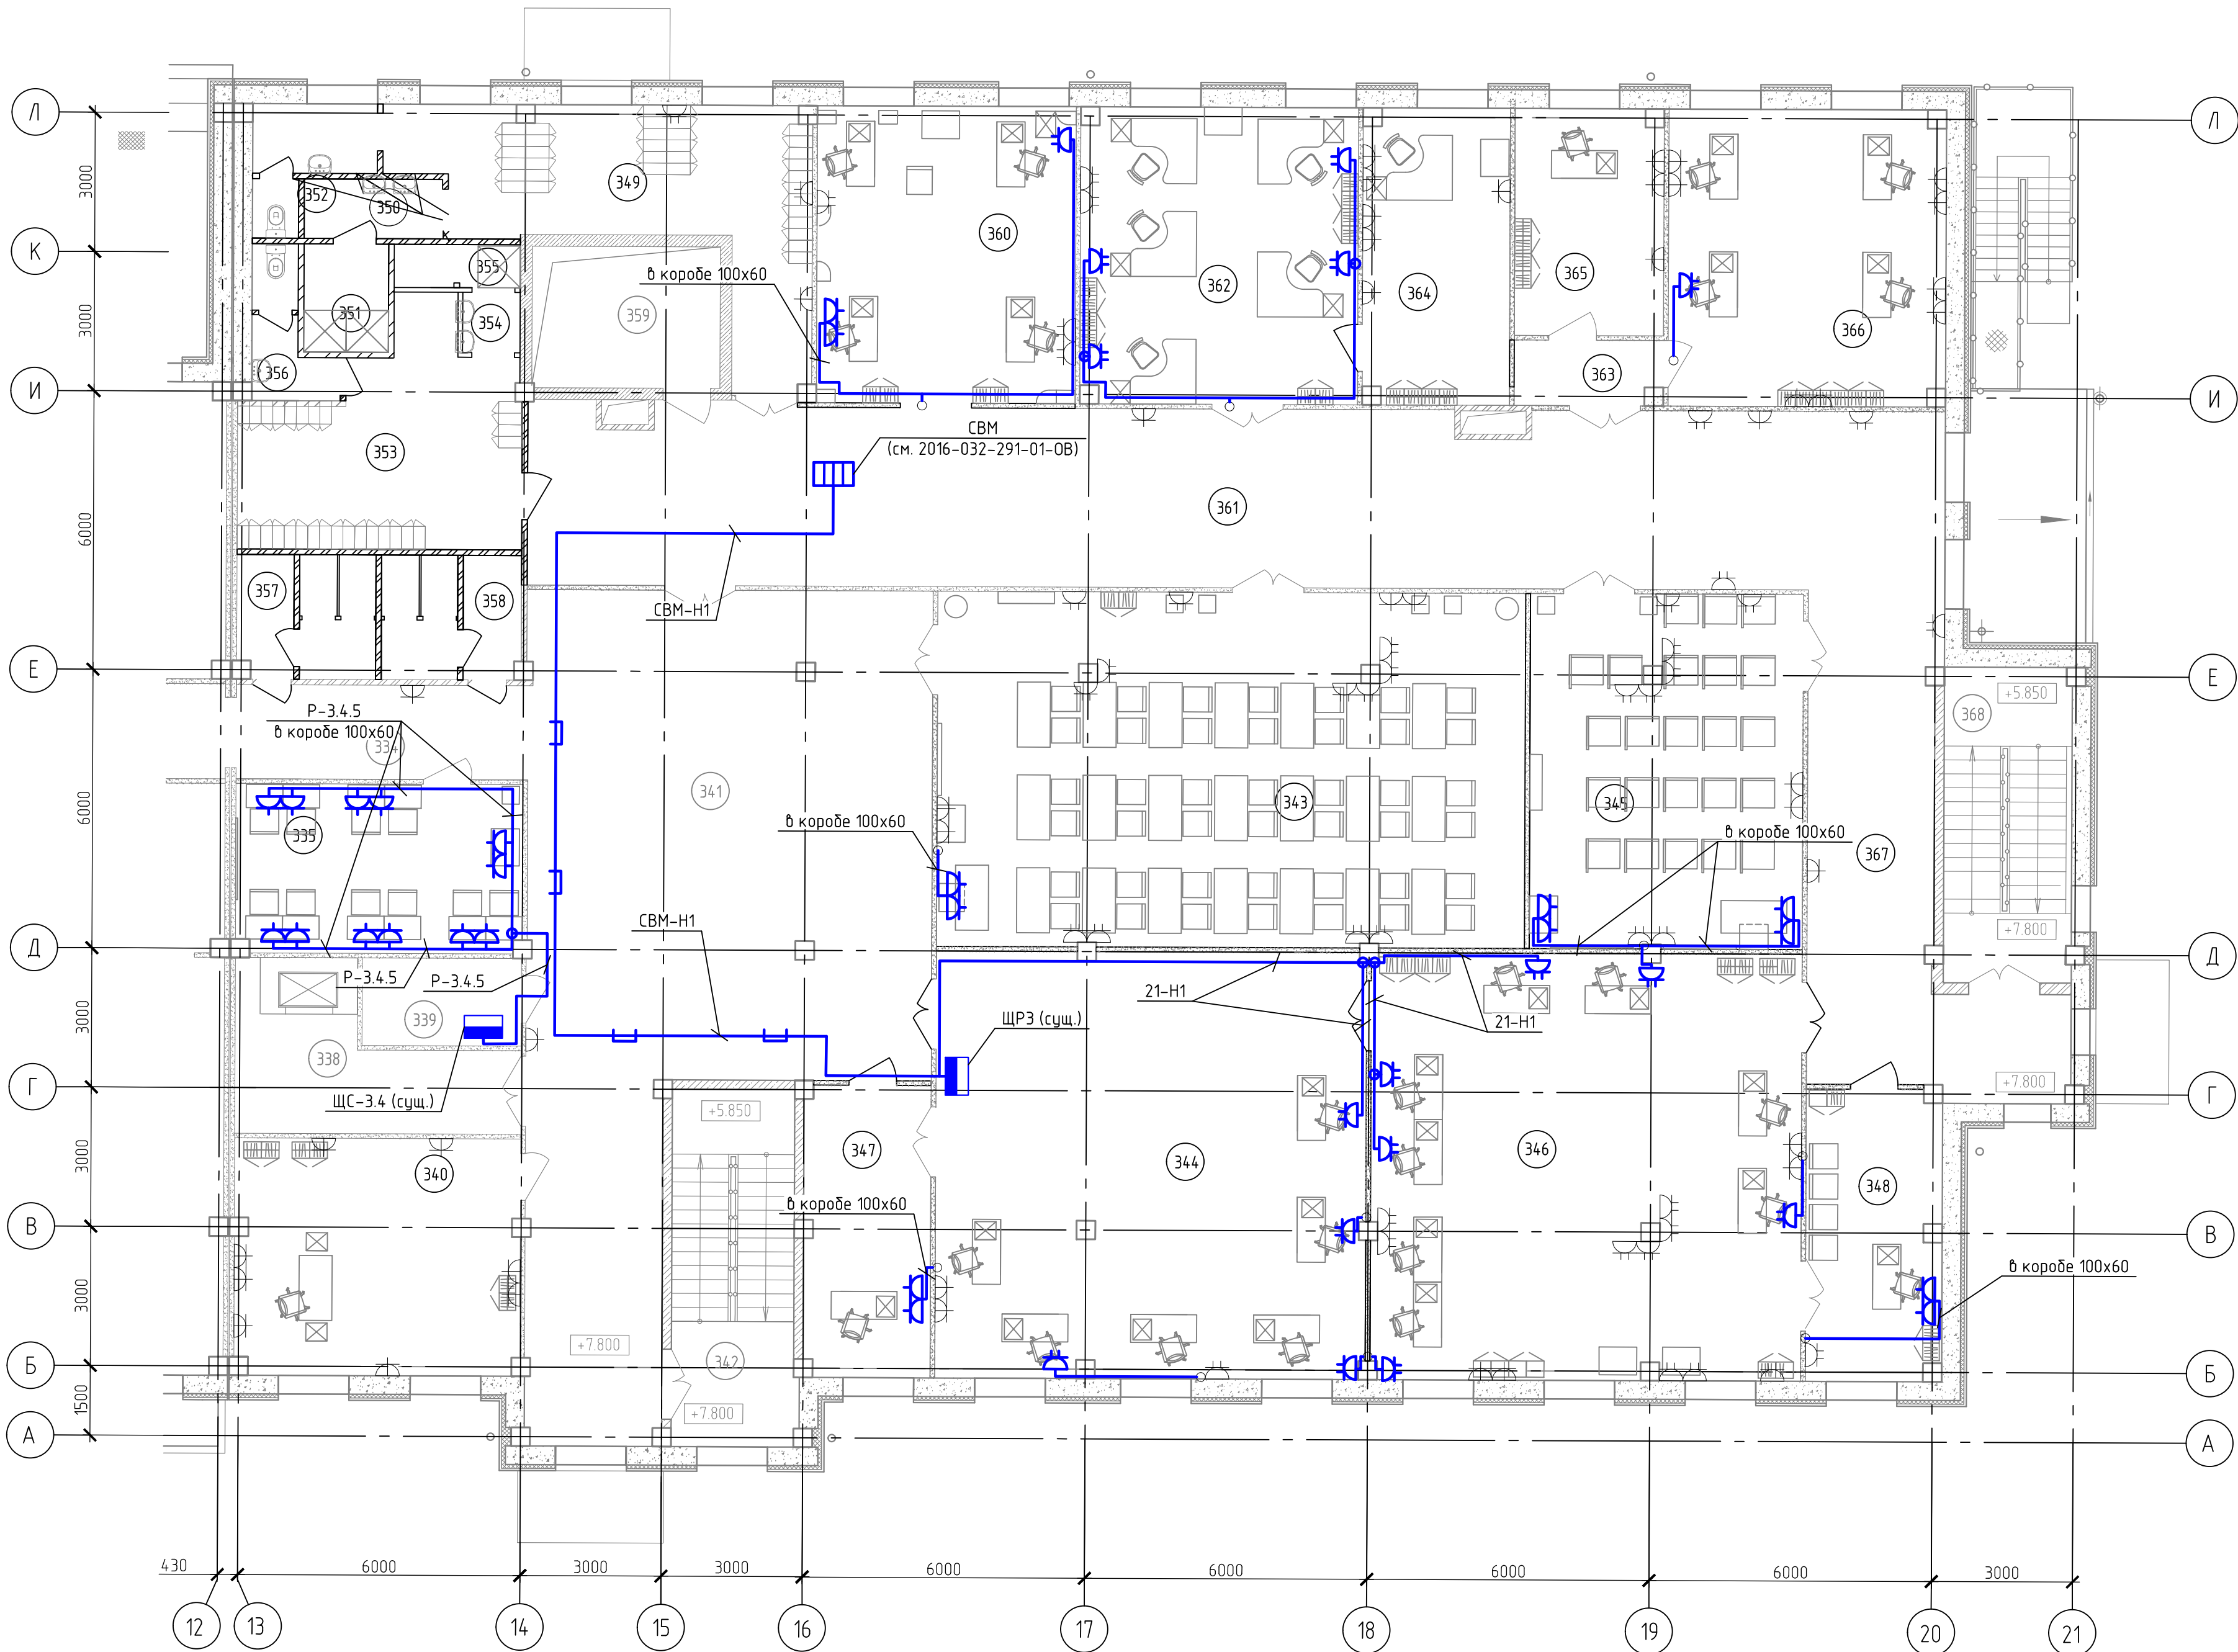 Л
Л
3000
349
352
350
360
К
355
362
365
в коробе 100х60
364
351
354
359
3000
366
356
363
И
И
СВМ
(см. 2016-032-291-01-ОВ)
353
361
6000
357
358
СВМ-Н1
Е
Е
+5.850
368
Р-3.4.5
в коробе 100х60
334
341
343
345
6000
335
в коробе 100х60
в коробе 100х60
367
СВМ-Н1
+7.800
Д
Д
Р-3.4.5
Р-3.4.5
21-Н1
3000
339
ЩР3 (сущ.)
21-Н1
338
Г
+7.800
Г
ЩС-3.4 (сущ.)
+5.850
3000
347
346
344
340
348
в коробе 100х60
В
В
в коробе 100х60
3000
+7.800
342
Б
Б
1500
+7.800
А
А
430
6000
3000
3000
6000
6000
6000
6000
3000
12
13
14
15
16
17
18
19
20
21